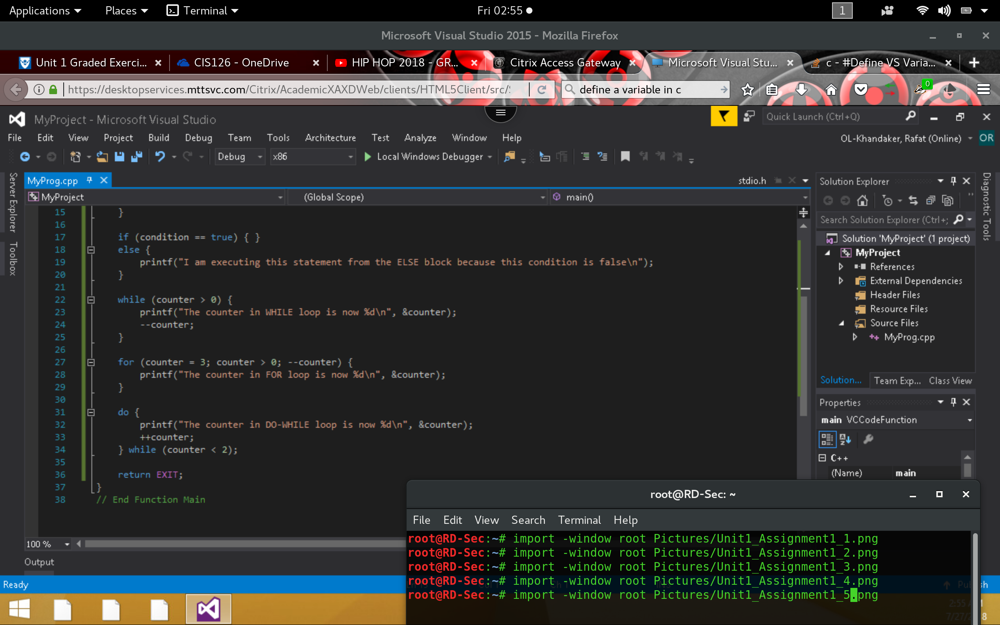 Applications Places Terminal Fri 02:55 1
Microsoft Visual Studio 2015 - Mozilla Firefox
Unit 1 Graded Exerci... CIS126 - OneDrive HIP HOP 2018 - GR... Citrix Access Gateway Microsoft Visual Stu... c - #Define VS Varia...
https://desktopservices.mttsvc.com/Citrix/AcademicXAXDWeb/clients/HTML5Client/src/ define a variable in c 0
MyProject - Microsoft Visual Studio Quick Launch (Ctrl+Q)
File Edit View Project Build Debug Team Tools Architecture Test Analyze Window Help OL-Khandaker, Rafat (Online) OR
Debug x86 Local Windows Debugger
Server Explorer
Toolbox
MyProg.cpp stdio.h
MyProject (Global Scope) main()
15 }
16
17 if (condition == true) { }
18 else {
19 printf("I am executing this statement from the ELSE block because this condition is false\n");
20 }
21
22 while (counter > 0) {
23 printf("The counter in WHILE loop is now %d\n", &counter);
24 --counter;
25 }
26
27 for (counter = 3; counter > 0; --counter) {
28 printf("The counter in FOR loop is now %d\n", &counter);
29 }
30
31 do {
32 printf("The counter in DO-WHILE loop is now %d\n", &counter);
33 ++counter;
34 } while (counter < 2);
35
36 return EXIT;
37 }
38 // End Function Main
100 %
Output
Ready
Solution Explorer
Search Solution Explorer (Ctrl+;
Solution 'MyProject' (1 project)
MyProject
References
External Dependencies
Header Files
Resource Files
Source Files
MyProg.cpp
Solution... Team Exp... Class View
Properties
main VCCodeFunction
C++
(Name) main
Diagnostic Tools
root@RD-Sec: ~
File Edit View Search Terminal Help
root@RD-Sec:~# import -window root Pictures/Unit1_Assignment1_1.png
root@RD-Sec:~# import -window root Pictures/Unit1_Assignment1_2.png
root@RD-Sec:~# import -window root Pictures/Unit1_Assignment1_3.png
root@RD-Sec:~# import -window root Pictures/Unit1_Assignment1_4.png
root@RD-Sec:~# import -window root Pictures/Unit1_Assignment1_5.png